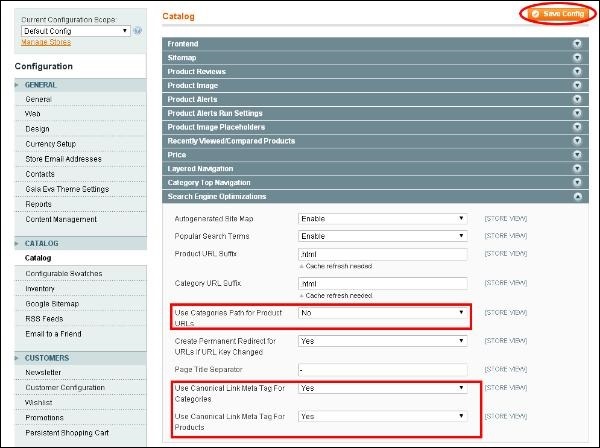 Current Configuration Scope:
Default Config
Manage Stores
Configuration
GENERAL
General
Web
Design
Currency Setup
Store Email Addresses
Contacts
Gala Eva Theme Settings
Reports
Content Management
CATALOG
Catalog
Configurable Swatches
Inventory
Google Sitemap
RSS Feeds
Email to a Friend
CUSTOMERS
Newsletter
Customer Configuration
Wishlist
Promotions
Persistent Shopping Cart
Catalog
Save Config
Frontend
Sitemap
Product Reviews
Product Image
Product Alerts
Product Alerts Run Settings
Product Image Placeholders
Recently Viewed/Compared Products
Price
Layered Navigation
Category Top Navigation
Search Engine Optimizations
Autogenerated Site Map Enable [STORE VIEW]
Popular Search Terms Enable [STORE VIEW]
Product URL Suffix .html [STORE VIEW]
Cache refresh needed.
Category URL Suffix .html [STORE VIEW]
Cache refresh needed.
Use Categories Path for Product No [STORE VIEW]
URLs
Create Permanent Redirect for Yes [STORE VIEW]
URLs if URL Key Changed
Page Title Separator - [STORE VIEW]
Use Canonical Link Meta Tag For Yes [STORE VIEW]
Categories
Use Canonical Link Meta Tag For Yes [STORE VIEW]
Products